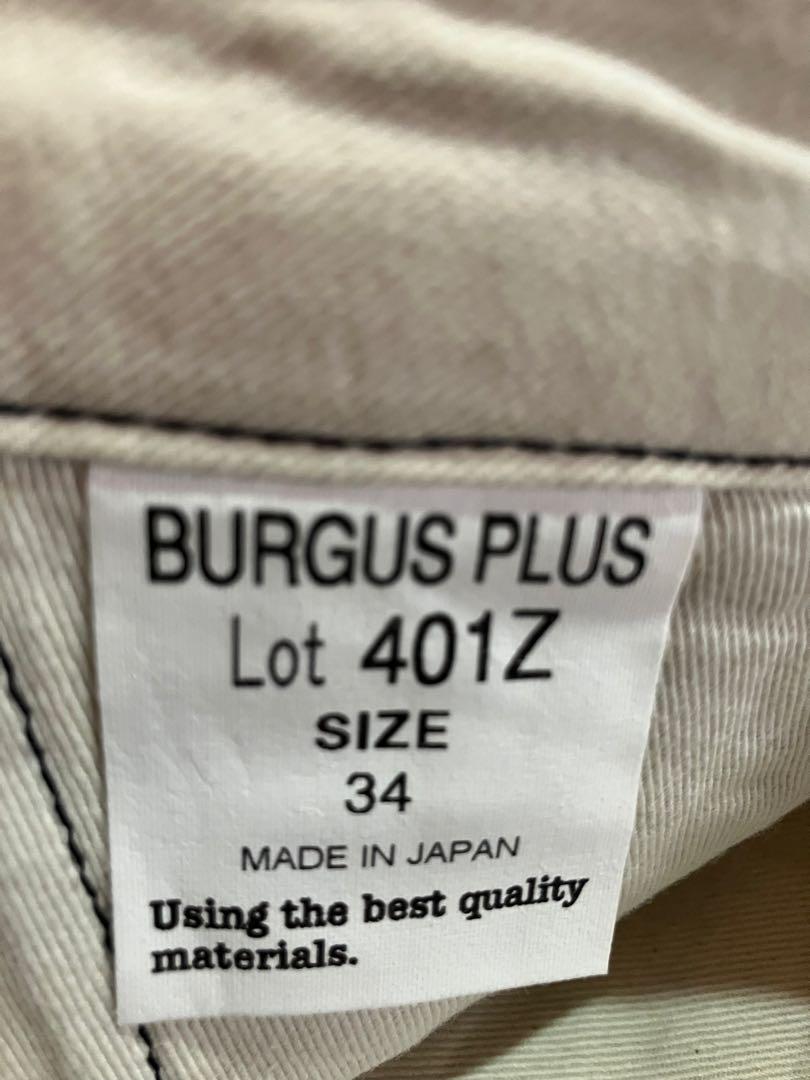 BURGUS PLUS
Lot 401Z
SIZE
34
MADE IN JAPAN
Using the best quality
materials.